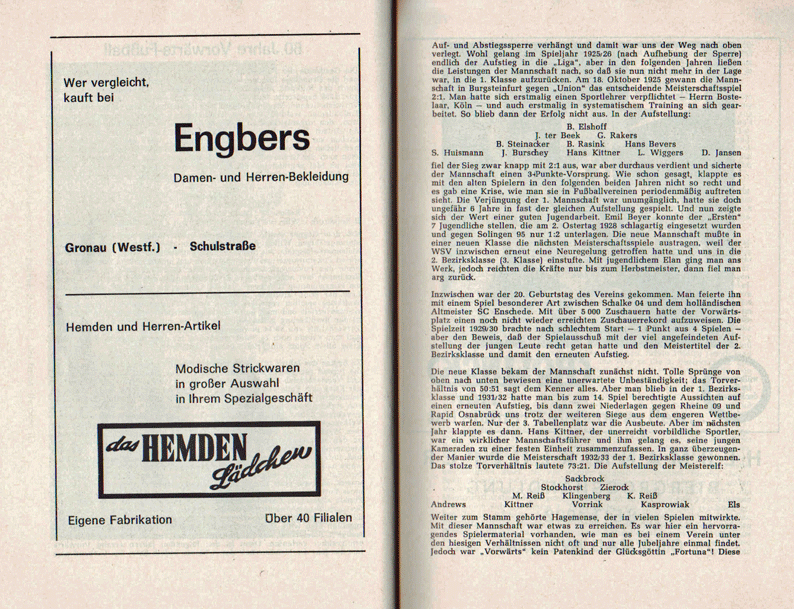 Wer vergleicht,
kauft bei
Engbers
Damen- und Herren-Bekleidung
Gronau (Westf.) - Schulstraße
Hemden und Herren-Artikel
Modische Strickwaren
in großer Auswahl
in Ihrem Spezialgeschäft
das HEMDEN Lädchen
Eigene Fabrikation Über 40 Filialen
Auf- und Abstiegssperre verhängt und damit war uns der Weg nach oben
verlegt. Wohl gelang im Spieljahr 1925/26 (nach Aufhebung der Sperre)
endlich der Aufstieg in die „Liga“, aber in den folgenden Jahren ließen
die Leistungen der Mannschaft nach, so daß sie nun nicht mehr in der Lage
war, in die 1. Klasse aufzurücken. Am 18. Oktober 1925 gewann die Mann-
schaft in Burgsteinfurt gegen „Union“ das entscheidende Meisterschaftsspiel
2:1. Man hatte sich erstmalig einen Sportlehrer verpflichtet — Herrn Boste-
laar, Köln — und auch erstmalig in systematischem Training an sich gear-
beitet. So blieb dann der Erfolg nicht aus. In der Aufstellung:
B. Elshoff
J. ter Beek G. Rakers
B. Steinacker B. Rasink Hans Bevers
S. Huismann J. Burschey Hans Kittner L. Wiggers D. Jansen
fiel der Sieg zwar knapp mit 2:1 aus, war aber durchaus verdient und sicherte
der Mannschaft einen 3-Punkte-Vorsprung. Wie schon gesagt, klappte es
mit den alten Spielern in den folgenden beiden Jahren nicht so recht und
es gab eine Krise, wie man sie in Fußballvereinen periodenmäßig auftreten
sieht. Die Verjüngung der 1. Mannschaft war unumgänglich, hatte sie doch
ungefähr 6 Jahre in fast der gleichen Aufstellung gespielt. Und nun zeigte
sich der Wert einer guten Jugendarbeit. Emil Beyer konnte der „Ersten“
7 Jugendliche stellen, die am 2. Ostertag 1928 schlagartig eingesetzt wurden
und gegen Solingen 95 nur 1:2 unterlagen. Die neue Mannschaft mußte in
einer neuen Klasse die nächsten Meisterschaftsspiele austragen, weil der
WSV inzwischen erneut eine Neuregelung getroffen hatte und uns in die
2. Bezirksklasse (3. Klasse) einstufte. Mit jugendlichem Elan ging man ans
Werk, jedoch reichten die Kräfte nur bis zum Herbstmeister, dann fiel man
arg zurück.
Inzwischen war der 20. Geburtstag des Vereins gekommen. Man feierte ihn
mit einem Spiel besonderer Art zwischen Schalke 04 und dem holländischen
Altmeister SC Enschede. Mit über 5 000 Zuschauern hatte der Vorwärts-
platz einen noch nicht wieder erreichten Zuschauerrekord aufzuweisen. Die
Spielzeit 1929/30 brachte nach schlechtem Start — 1 Punkt aus 4 Spielen —
aber den Beweis, daß der Spielausschuß mit der viel angefeindeten Auf-
stellung der jungen Leute recht getan hatte und den Meistertitel der 2.
Bezirksklasse und damit den erneuten Aufstieg.
Die neue Klasse bekam der Mannschaft zunächst nicht. Tolle Sprünge von
oben nach unten bewiesen eine unerwartete Unbeständigkeit; das Torver-
hältnis von 50:51 sagt dem Kenner alles. Aber man blieb in der 1. Bezirks-
klasse und 1931/32 hatte man bis zum 14. Spiel berechtigte Aussichten auf
einen erneuten Aufstieg, bis dann zwei Niederlagen gegen Rheine 09 und
Rapid Osnabrück uns trotz der weiteren Siege aus dem engeren Wettbe-
werb warfen. Nur der 3. Tabellenplatz war die Ausbeute. Aber im nächsten
Jahr klappte es dann. Hans Kittner, der unerreicht vorbildliche Sportler,
war ein wirklicher Mannschaftsführer und ihm gelang es, seine jungen
Kameraden zu einer festen Einheit zusammenzufassen. In ganz überzeugen-
der Manier wurde die Meisterschaft 1932/33 der 1. Bezirksklasse gewonnen.
Das stolze Torverhältnis lautete 73:21. Die Aufstellung der Meisterelf:
Sackbrock
Stockhorst Zierock
M. Reiß Klingenberg K. Reiß
Andrews Kittner Vorrink Kasprowiak Els
Weiter zum Stamm gehörte Hagemense, der in vielen Spielen mitwirkte.
Mit dieser Mannschaft war etwas zu erreichen. Es war ein hervorra-
gendes Spielermaterial vorhanden, wie man es bei einem Verein unter
den hiesigen Verhältnissen nicht oft und nur alle Jubeljahre einmal findet.
Jedoch war „Vorwärts“ kein Patenkind der Glücksgöttin „Fortuna“! Diese